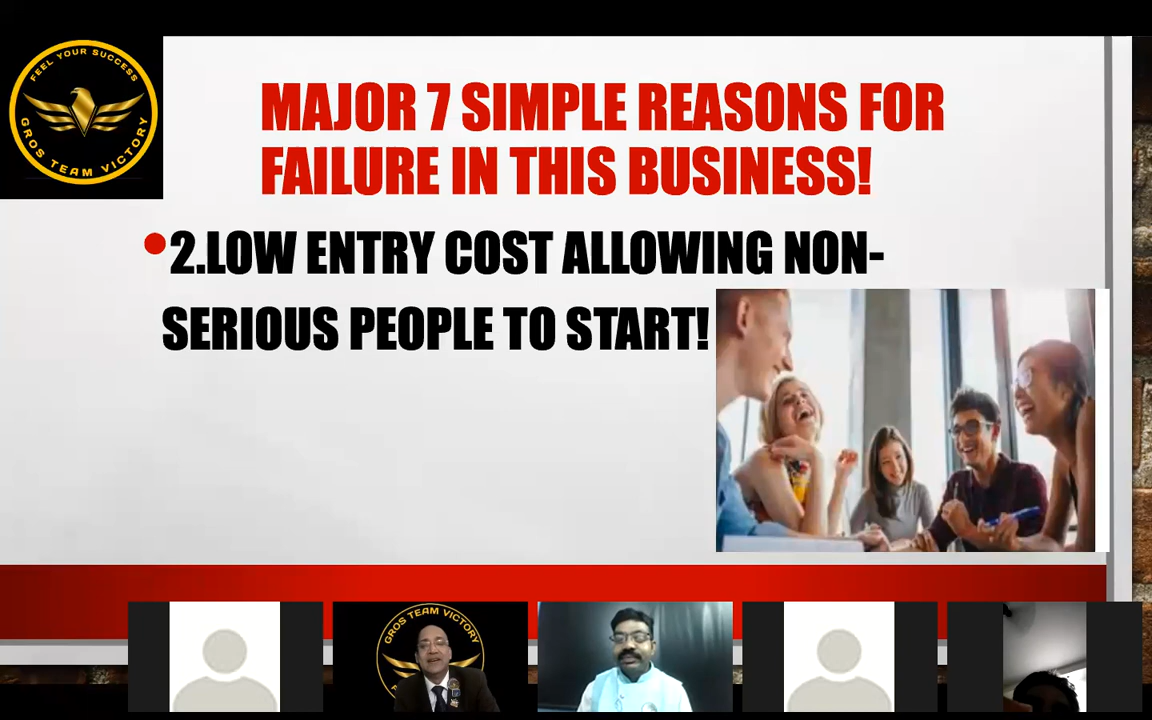 FEEL YOUR SUCCESS
GROS TEAM VICTORY
MAJOR 7 SIMPLE REASONS FOR
FAILURE IN THIS BUSINESS!
2.LOW ENTRY COST ALLOWING NON-
SERIOUS PEOPLE TO START!
GROS TEAM VICTORY